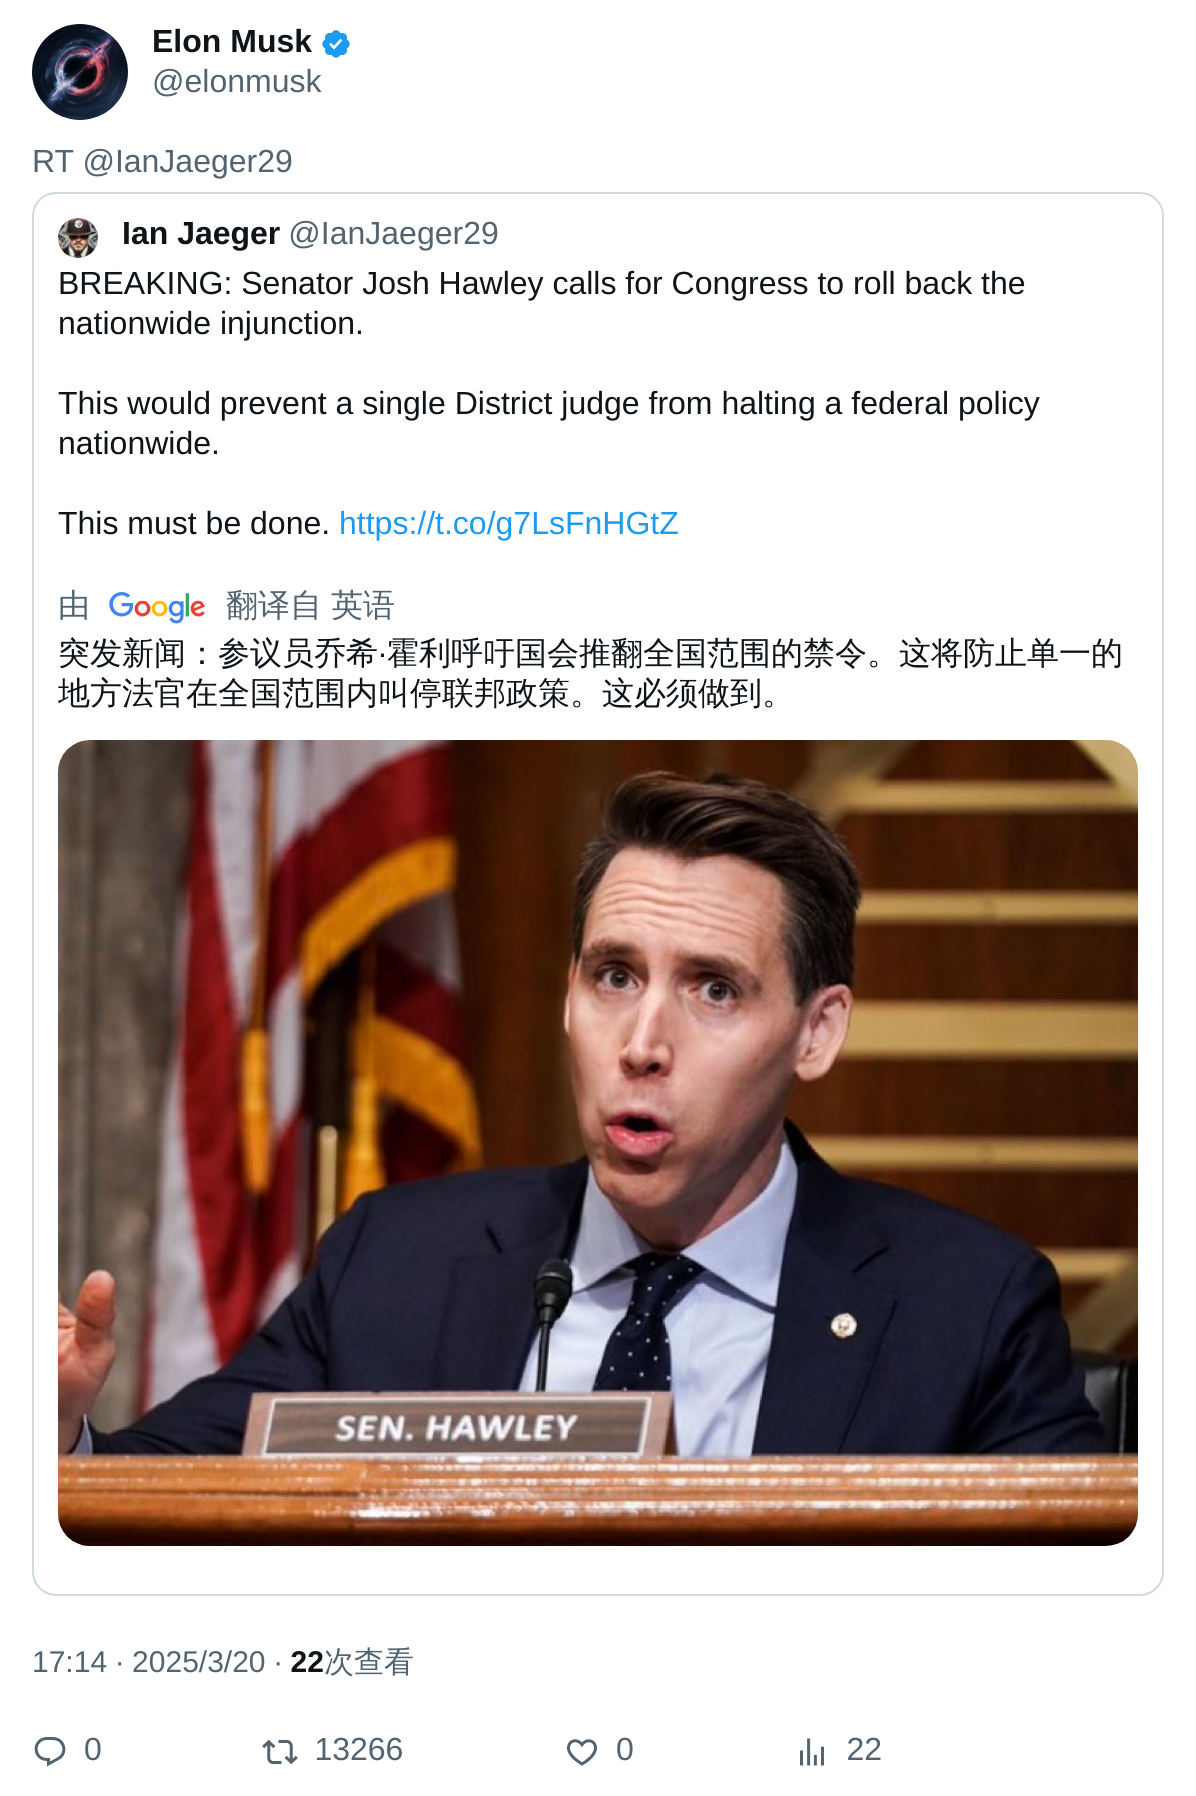 Elon Musk
@elonmusk
RT @IanJaeger29
Ian Jaeger @IanJaeger29
BREAKING: Senator Josh Hawley calls for Congress to roll back the
nationwide injunction.
This would prevent a single District judge from halting a federal policy
nationwide.
This must be done. https://t.co/g7LsFnHGtZ
由 Google 翻译自 英语
突发新闻：参议员乔希·霍利呼吁国会推翻全国范围的禁令。这将防止单一的
地方法官在全国范围内叫停联邦政策。这必须做到。
SEN. HAWLEY
17:14 · 2025/3/20 · 22次查看
0 13266 0 22